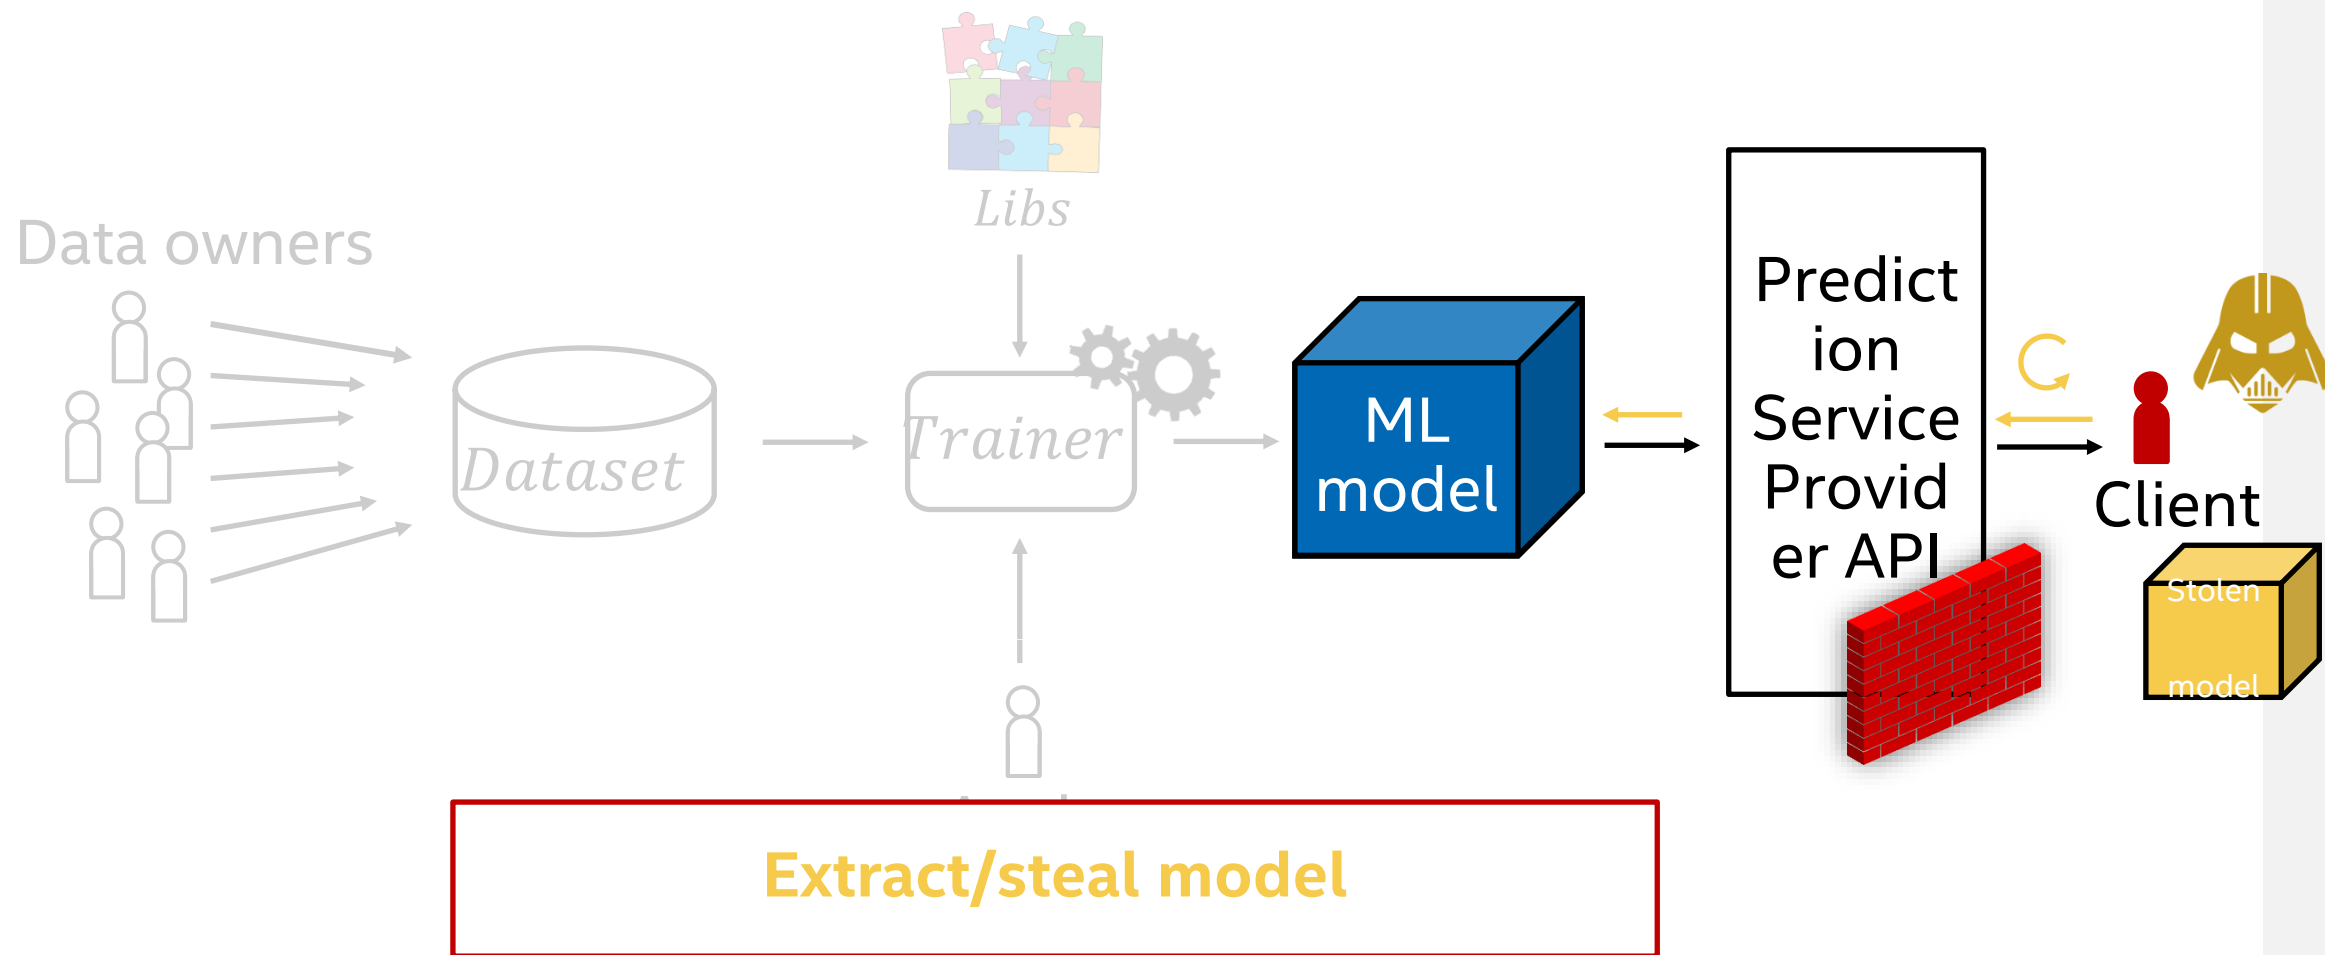 Libs
Data owners
Dataset
Trainer
ML
model
Predict
ion
Service
Provid
er API
Client
Stolen
model
Extract/steal model